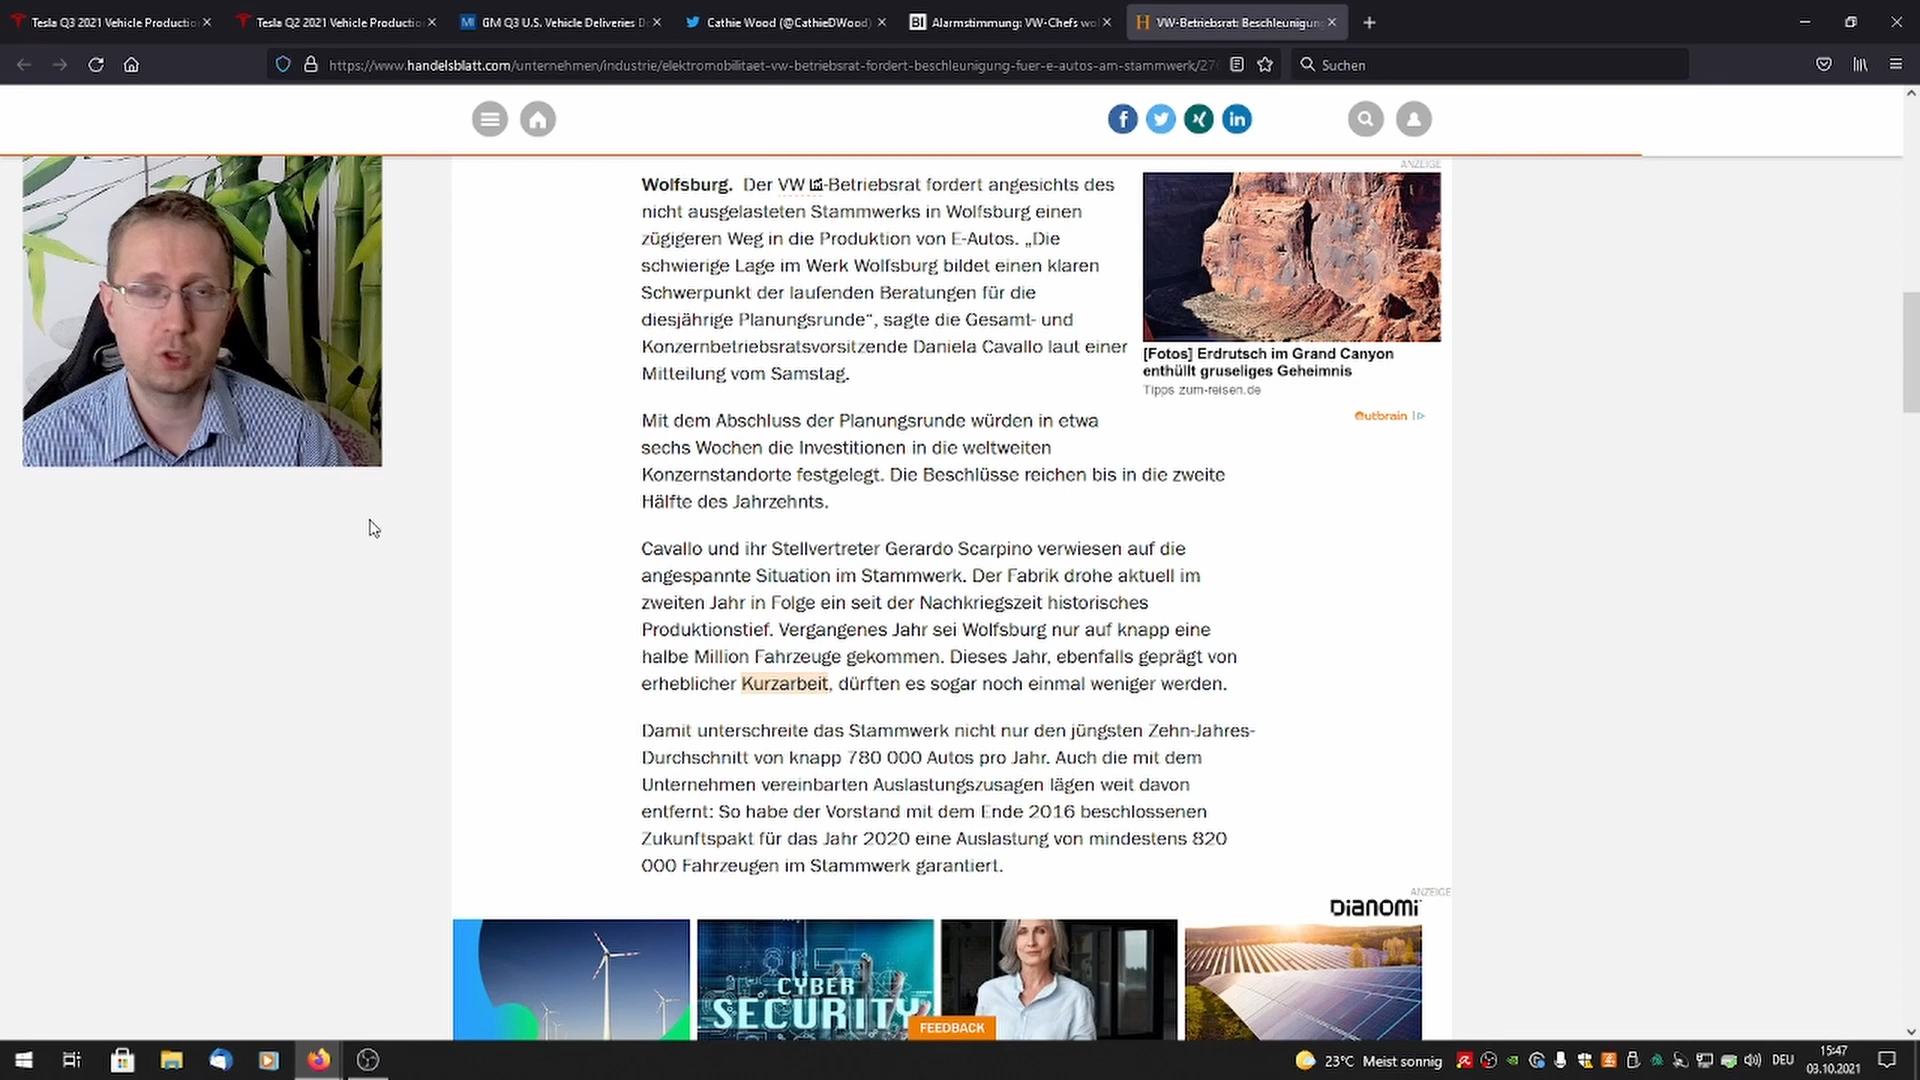 Tesla Q3 2021 Vehicle Productio
Tesla Q2 2021 Vehicle Productio
GM Q3 U.S. Vehicle Deliveries D
Cathie Wood (@CathieDWood)
BI Alarmstimmung: VW-Chefs wo
VW-Betriebsrat: Beschleunigun
https://www.handelsblatt.com/unternehmen/industrie/elektromobilitaet-vw-betriebsrat-fordert-beschleunigung-fuer-e-autos-am-stammwerk/27
Suchen
ANZEIGE
Wolfsburg. Der VW-Betriebsrat fordert angesichts des
nicht ausgelasteten Stammwerks in Wolfsburg einen
zügigeren Weg in die Produktion von E-Autos. „Die
schwierige Lage im Werk Wolfsburg bildet einen klaren
Schwerpunkt der laufenden Beratungen für die
diesjährige Planungsrunde“, sagte die Gesamt- und
Konzernbetriebsratsvorsitzende Daniela Cavallo laut einer
Mitteilung vom Samstag.
[Fotos] Erdrutsch im Grand Canyon
enthüllt gruseliges Geheimnis
Tipps zum-reisen.de
Outbrain
Mit dem Abschluss der Planungsrunde würden in etwa
sechs Wochen die Investitionen in die weltweiten
Konzernstandorte festgelegt. Die Beschlüsse reichen bis in die zweite
Hälfte des Jahrzehnts.
Cavallo und ihr Stellvertreter Gerardo Scarpino verwiesen auf die
angespannte Situation im Stammwerk. Der Fabrik drohe aktuell im
zweiten Jahr in Folge ein seit der Nachkriegszeit historisches
Produktionstief. Vergangenes Jahr sei Wolfsburg nur auf knapp eine
halbe Million Fahrzeuge gekommen. Dieses Jahr, ebenfalls geprägt von
erheblicher Kurzarbeit, dürften es sogar noch einmal weniger werden.
Damit unterschreite das Stammwerk nicht nur den jüngsten Zehn-Jahres-
Durchschnitt von knapp 780 000 Autos pro Jahr. Auch die mit dem
Unternehmen vereinbarten Auslastungszusagen lägen weit davon
entfernt: So habe der Vorstand mit dem Ende 2016 beschlossenen
Zukunftspakt für das Jahr 2020 eine Auslastung von mindestens 820
000 Fahrzeugen im Stammwerk garantiert.
ANZEIGE
DIANOMI
CYBER
SECURITY
FEEDBACK
23°C Meist sonnig
DEU
15:47
03.10.2021